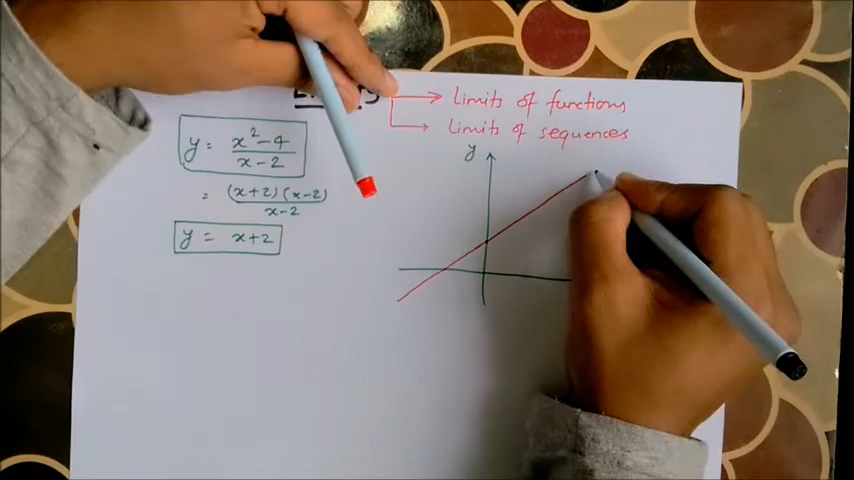 Limits of functions
Limits of sequences
y = x²-4 / x-2
= (x+2)(x-2) / x-2
y = x+2
y